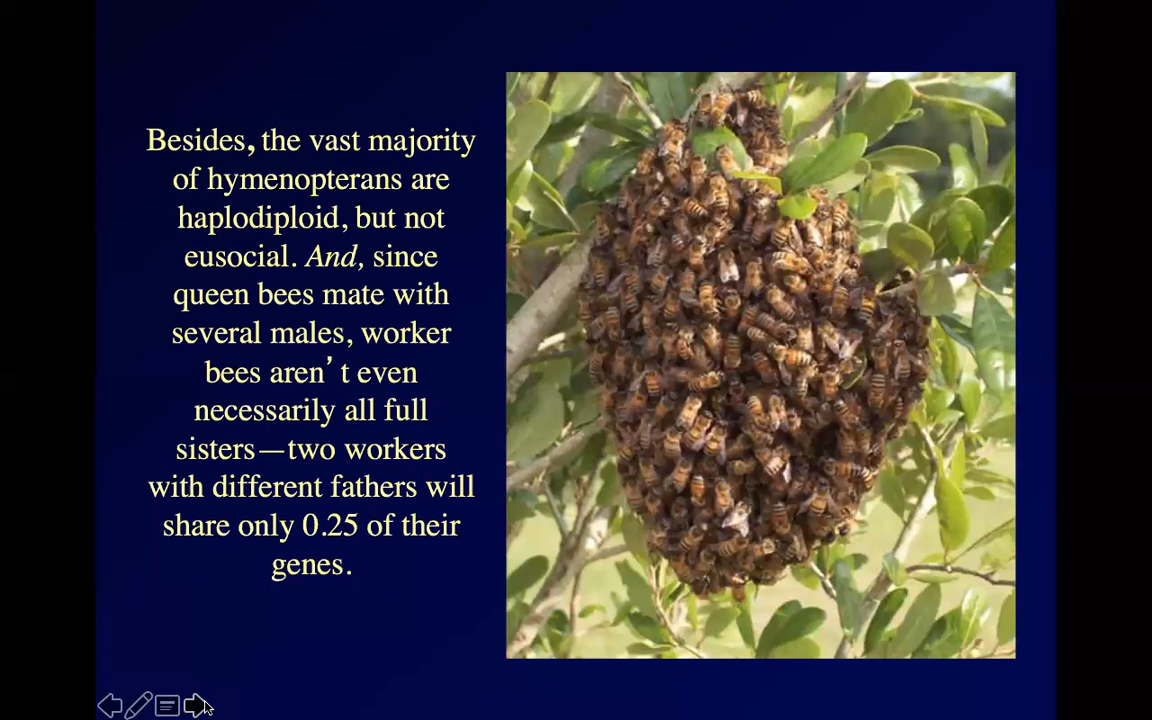 Besides, the vast majority
of hymenopterans are
haplodiploid, but not
eusocial. And, since
queen bees mate with
several males, worker
bees aren’ t even
necessarily all full
sisters—two workers
with different fathers will
share only 0.25 of their
genes.